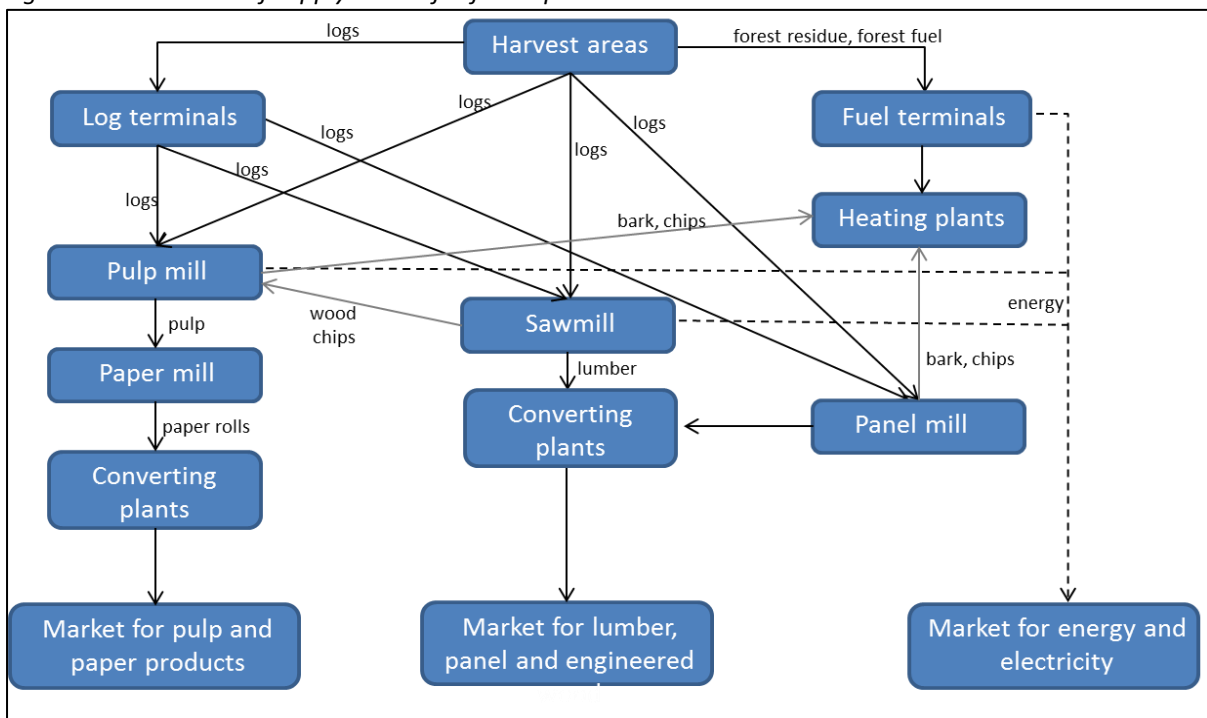 logs
Harvest areas
forest residue, forest fuel
Log terminals
logs
logs
logs
Fuel terminals
logs
logs
logs
Heating plants
bark, chips
Pulp mill
energy
wood
chips
Sawmill
pulp
lumber
bark, chips
Paper mill
Converting
plants
Panel mill
paper rolls
Converting
plants
Market for pulp and
paper products
Market for lumber,
panel and engineered
Market for energy and
electricity